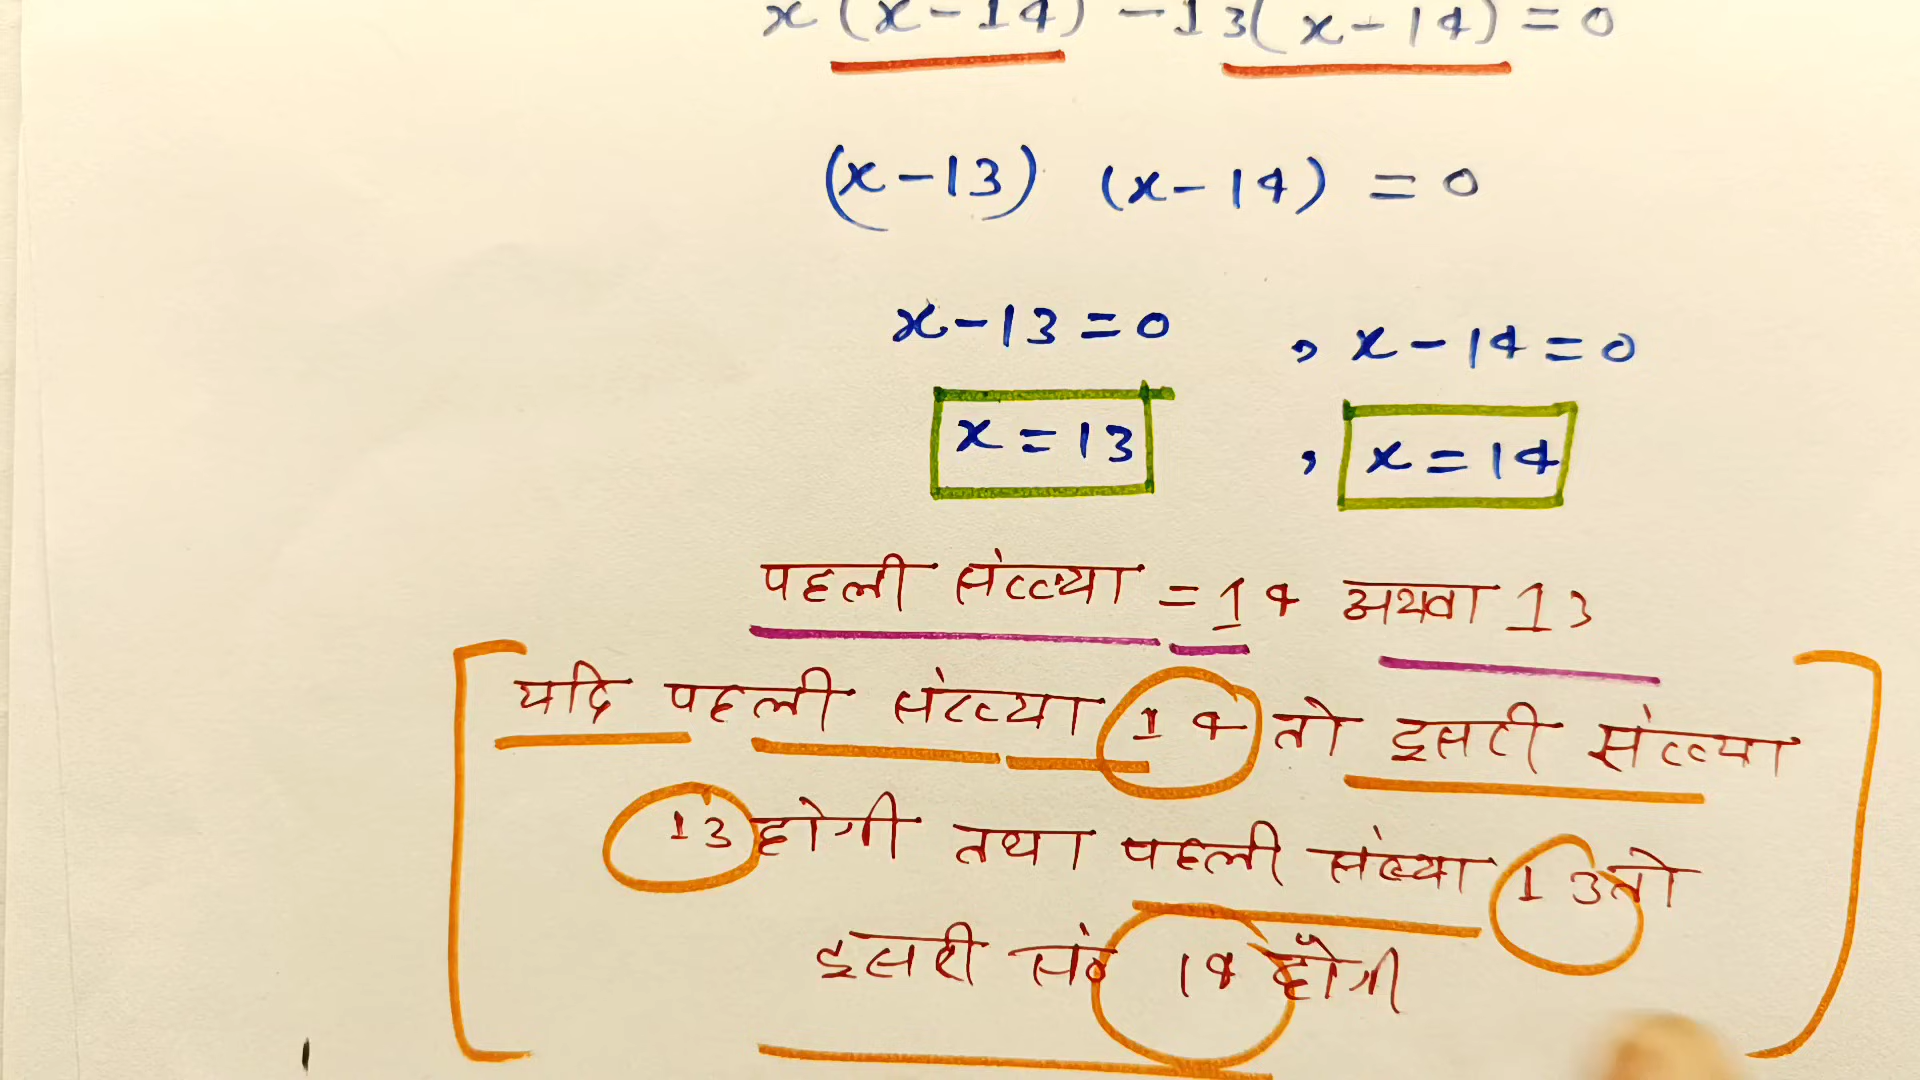 x(x-14) -13(x-14) = 0
(x-13) (x-14) = 0
x-13=0 , x-14=0
x=13 , x=14
पहली संख्या = 14 अथवा 13
यदि पहली संख्या 14 तो दूसरी संख्या
13 होगी तथा पहली संख्या 13 तो
दूसरी सं० 14 होगी